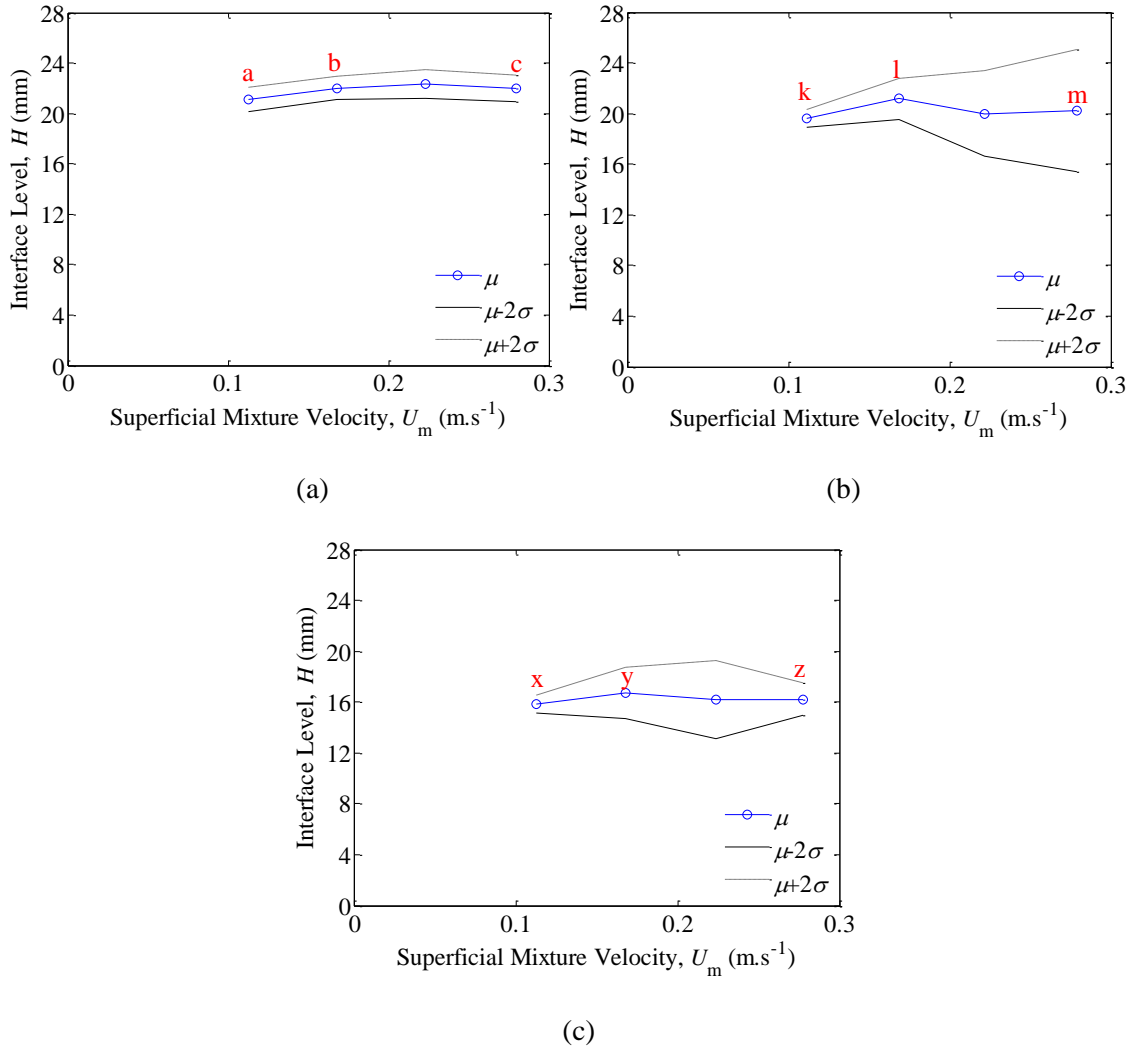 28
24
20
16
12
8
4
0
Interface Level, H (mm)
a
b
c
μ
μ-2σ
μ+2σ
0
0.1
0.2
0.3
Superficial Mixture Velocity, U_m (m.s^-1)
(a)
28
24
20
16
12
8
4
0
Interface Level, H (mm)
k
l
m
μ
μ-2σ
μ+2σ
0
0.1
0.2
0.3
Superficial Mixture Velocity, U_m (m.s^-1)
(b)
28
24
20
16
12
8
4
0
Interface Level, H (mm)
x
y
z
μ
μ-2σ
μ+2σ
0
0.1
0.2
0.3
Superficial Mixture Velocity, U_m (m.s^-1)
(c)